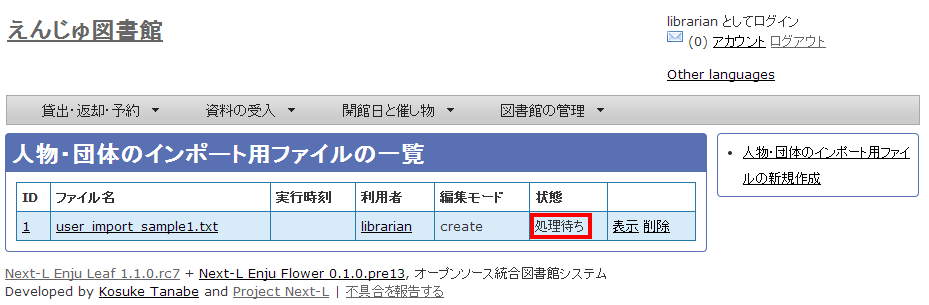 えんじゅ図書館
librarian としてログイン
(0) アカウント ログアウト
Other languages
貸出・返却・予約 資料の受入 開館日と催し物 図書館の管理
人物・団体のインポート用ファイルの一覧
ID ファイル名 実行時刻 利用者 編集モード 状態
1 user_import_sample1.txt librarian create 処理待ち 表示 削除
人物・団体のインポート用ファイ
ルの新規作成
Next-L Enju Leaf 1.1.0.rc7 + Next-L Enju Flower 0.1.0.pre13, オープンソース統合図書館システム
Developed by Kosuke Tanabe and Project Next-L | 不具合を報告する